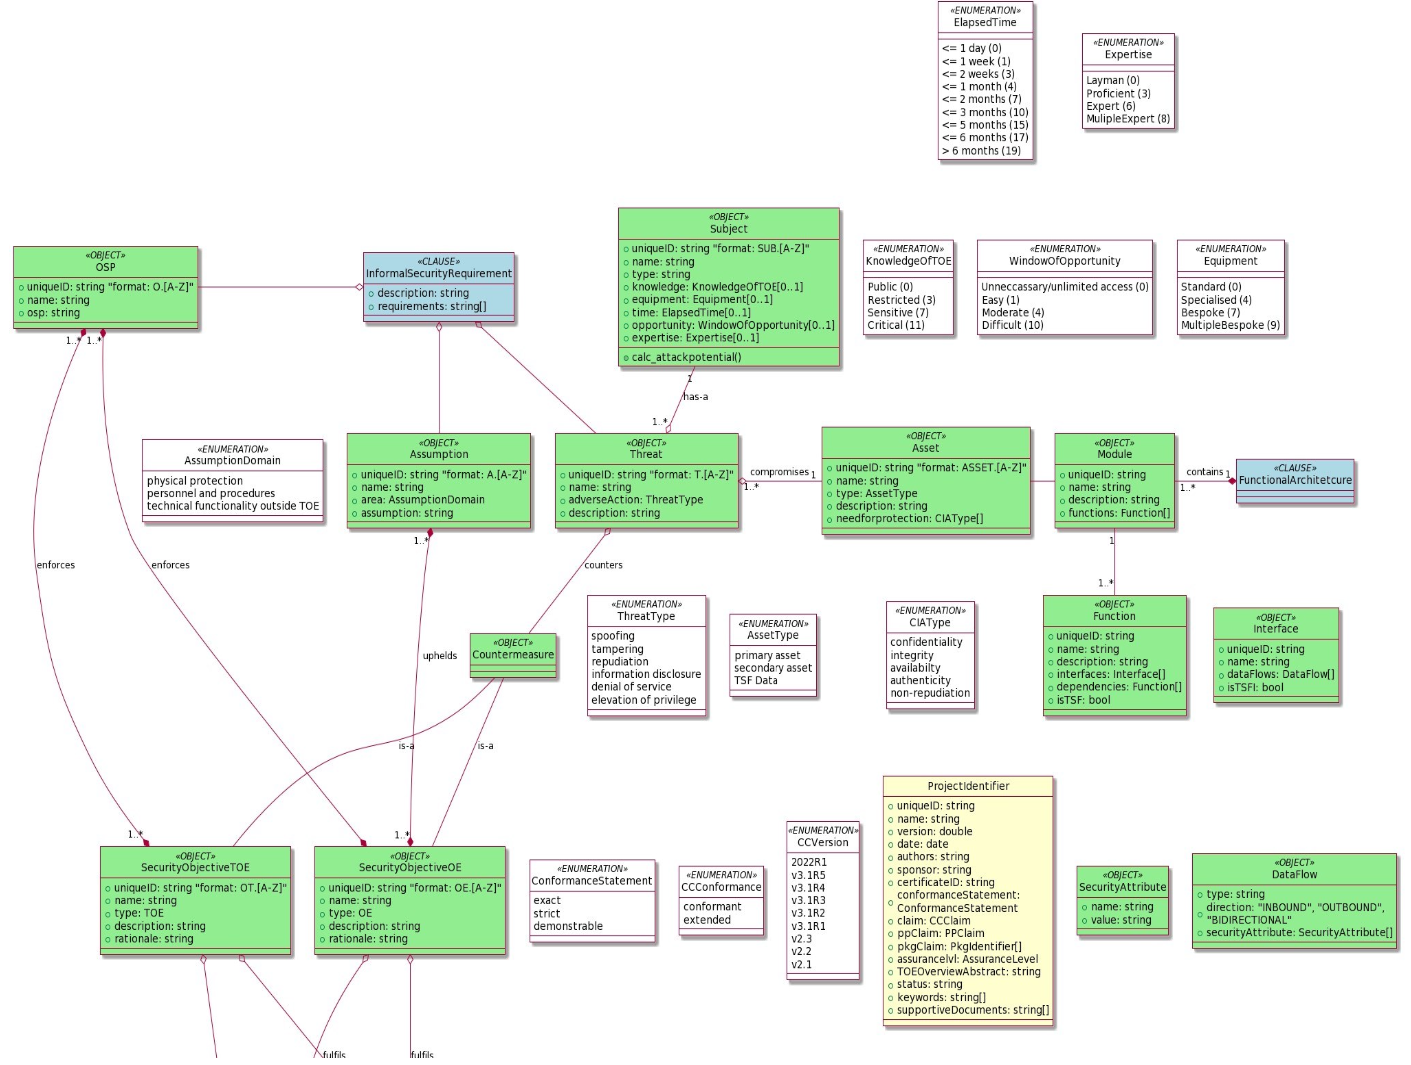 «ENUMERATION»
ElapsedTime
<= 1 day (0)
<= 1 week (1)
<= 2 weeks (3)
<= 1 month (4)
<= 2 months (7)
<= 3 months (10)
<= 5 months (15)
<= 6 months (17)
> 6 months (19)
«ENUMERATION»
Expertise
Layman (0)
Proficient (3)
Expert (6)
MulipleExpert (8)
«OBJECT»
OSP
uniqueID: string "format: O.[A-Z]"
name: string
osp: string
«CLAUSE»
InformalSecurityRequirement
description: string
requirements: string[]
«OBJECT»
Subject
uniqueID: string "format: SUB.[A-Z]"
name: string
type: string
knowledge: KnowledgeOfTOE[0..1]
equipment: Equipment[0..1]
time: ElapsedTime[0..1]
opportunity: WindowOfOpportunity[0..1]
expertise: Expertise[0..1]
calc_attackpotential()
«ENUMERATION»
KnowledgeOfTOE
Public (0)
Restricted (3)
Sensitive (7)
Critical (11)
«ENUMERATION»
WindowOfOpportunity
Unneccassary/unlimited access (0)
Easy (1)
Moderate (4)
Difficult (10)
«ENUMERATION»
Equipment
Standard (0)
Specialised (4)
Bespoke (7)
MultipleBespoke (9)
1..*
1..*
1
has-a
1..*
«ENUMERATION»
AssumptionDomain
physical protection
personnel and procedures
technical functionality outside TOE
«OBJECT»
Assumption
uniqueID: string "format: A.[A-Z]"
name: string
area: AssumptionDomain
assumption: string
«OBJECT»
Threat
uniqueID: string "format: T.[A-Z]"
name: string
adverseAction: ThreatType
description: string
compromises
1
1..*
«OBJECT»
Asset
uniqueID: string "format: ASSET.[A-Z]"
name: string
type: AssetType
description: string
needforprotection: CIAType[]
«OBJECT»
Module
uniqueID: string
name: string
description: string
functions: Function[]
contains
1
1..*
«CLAUSE»
FunctionalArchitetcure
1..*
1
enforces
enforces
counters
1..*
«ENUMERATION»
ThreatType
spoofing
tampering
repudiation
information disclosure
denial of service
elevation of privilege
«ENUMERATION»
AssetType
primary asset
secondary asset
TSF Data
«ENUMERATION»
CIAType
confidentiality
integrity
availabilty
authenticity
non-repudiation
«OBJECT»
Function
uniqueID: string
name: string
description: string
interfaces: Interface[]
dependencies: Function[]
isTSF: bool
«OBJECT»
Interface
uniqueID: string
name: string
dataFlows: DataFlow[]
isTSFI: bool
«OBJECT»
Countermeasure
uphelds
is-a
is-a
1..*
1..*
«OBJECT»
SecurityObjectiveTOE
uniqueID: string "format: OT.[A-Z]"
name: string
type: TOE
description: string
rationale: string
«OBJECT»
SecurityObjectiveOE
uniqueID: string "format: OE.[A-Z]"
name: string
type: OE
description: string
rationale: string
«ENUMERATION»
ConformanceStatement
exact
strict
demonstrable
«ENUMERATION»
CCConformance
conformant
extended
«ENUMERATION»
CCVersion
2022R1
v3.1R5
v3.1R4
v3.1R3
v3.1R2
v3.1R1
v2.3
v2.2
v2.1
ProjectIdentifier
uniqueID: string
name: string
version: double
date: date
authors: string
sponsor: string
certificateID: string
conformanceStatement:
ConformanceStatement
claim: CCClaim
ppClaim: PPClaim
pkgClaim: PkgIdentifier[]
assurancelvl: AssuranceLevel
TOEOverviewAbstract: string
status: string
keywords: string[]
supportiveDocuments: string[]
«OBJECT»
SecurityAttribute
name: string
value: string
«OBJECT»
DataFlow
type: string
direction: "INBOUND", "OUTBOUND",
"BIDIRECTIONAL"
securityAttribute: SecurityAttribute[]
fulfils
fulfils